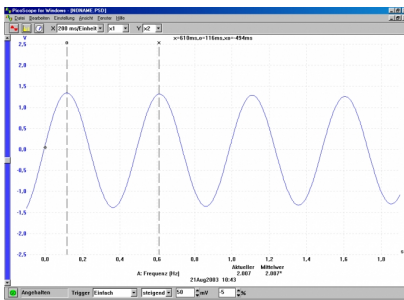 PicoScope for Windows - [NONAME.PSD]
Datei Bearbeiten Einstellung Ansicht Fenster Hilfe
X 200 ms/Einheit x1 Y x2
V x=610ms,o=116ms,xo=-494ms
2,5
2,0
1,5
1,0
0,5
0,0
-0,5
-1,0
-1,5
-2,0
-2,5
o x
0,0 0,2 0,4 0,6 0,8 1,0 1,2 1,4 1,6 1,8
s
Aktueller Mittelwer
A: Frequenz (Hz) 2.007 2.007*
21Aug2003 10:43
Angehalten Trigger Einfach steigend 50 mV -5 %